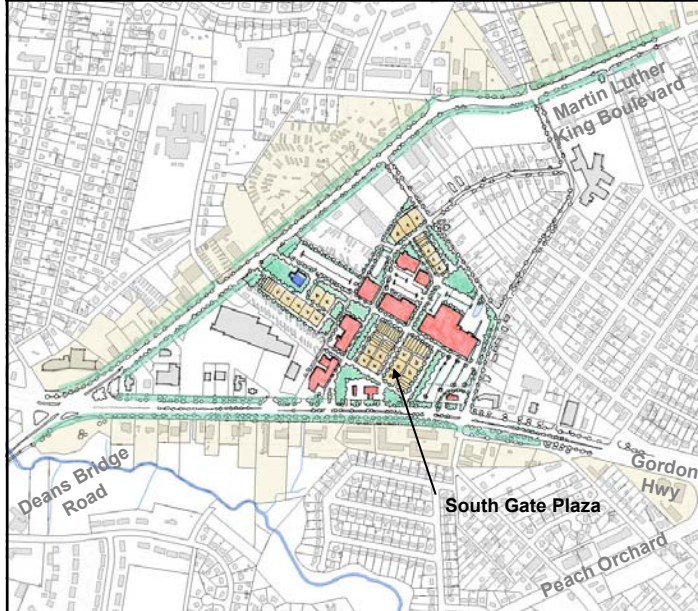 Martin Luther
King Boulevard
Deans Bridge
Road
South Gate Plaza
Gordon
Hwy
Peach Orchard